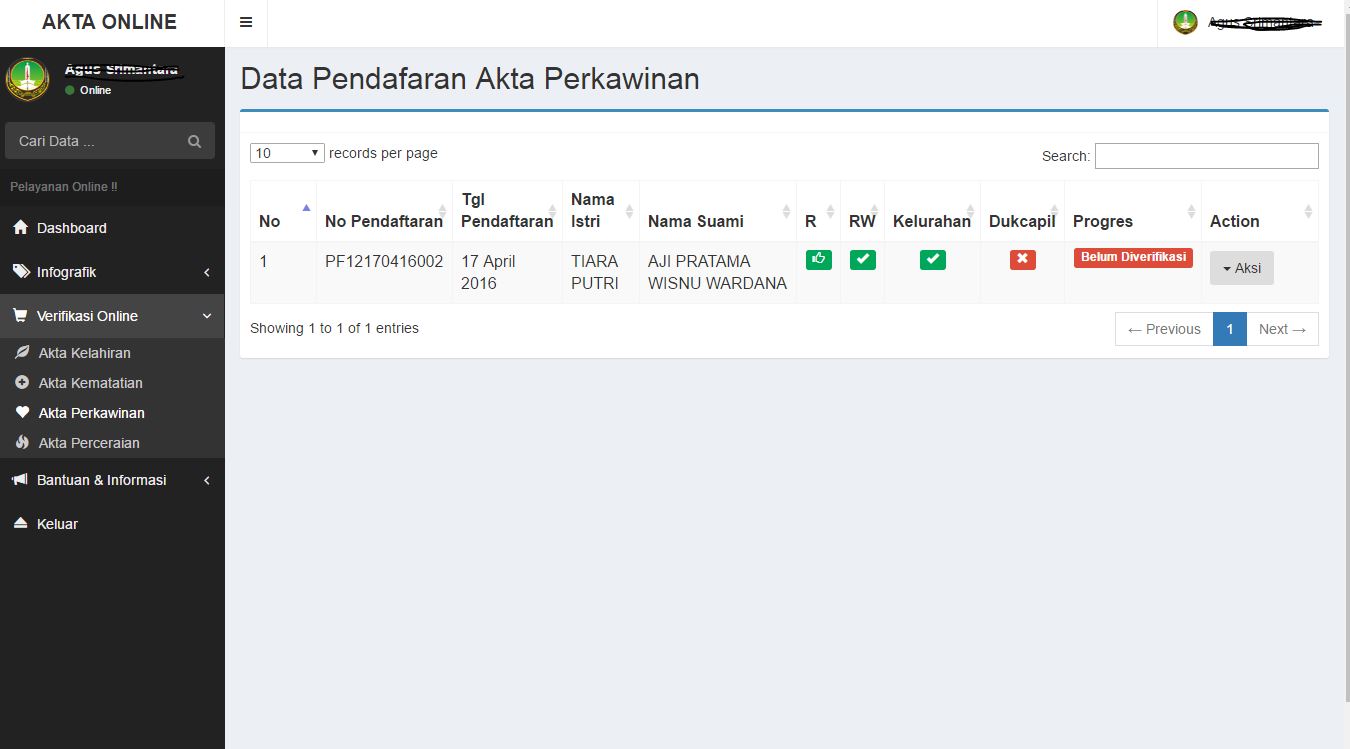 AKTA ONLINE
Online
Cari Data ...
Pelayanan Online !!
Dashboard
Infografik
Verifikasi Online
Akta Kelahiran
Akta Kematatian
Akta Perkawinan
Akta Perceraian
Bantuan & Informasi
Keluar
Data Pendafaran Akta Perkawinan
10 records per page
Search:
No No Pendaftaran Tgl Pendaftaran Nama Istri Nama Suami R RW Kelurahan Dukcapil Progres Action
1 PF12170416002 17 April 2016 TIARA PUTRI AJI PRATAMA WISNU WARDANA Belum Diverifikasi Aksi
Showing 1 to 1 of 1 entries
← Previous 1 Next →